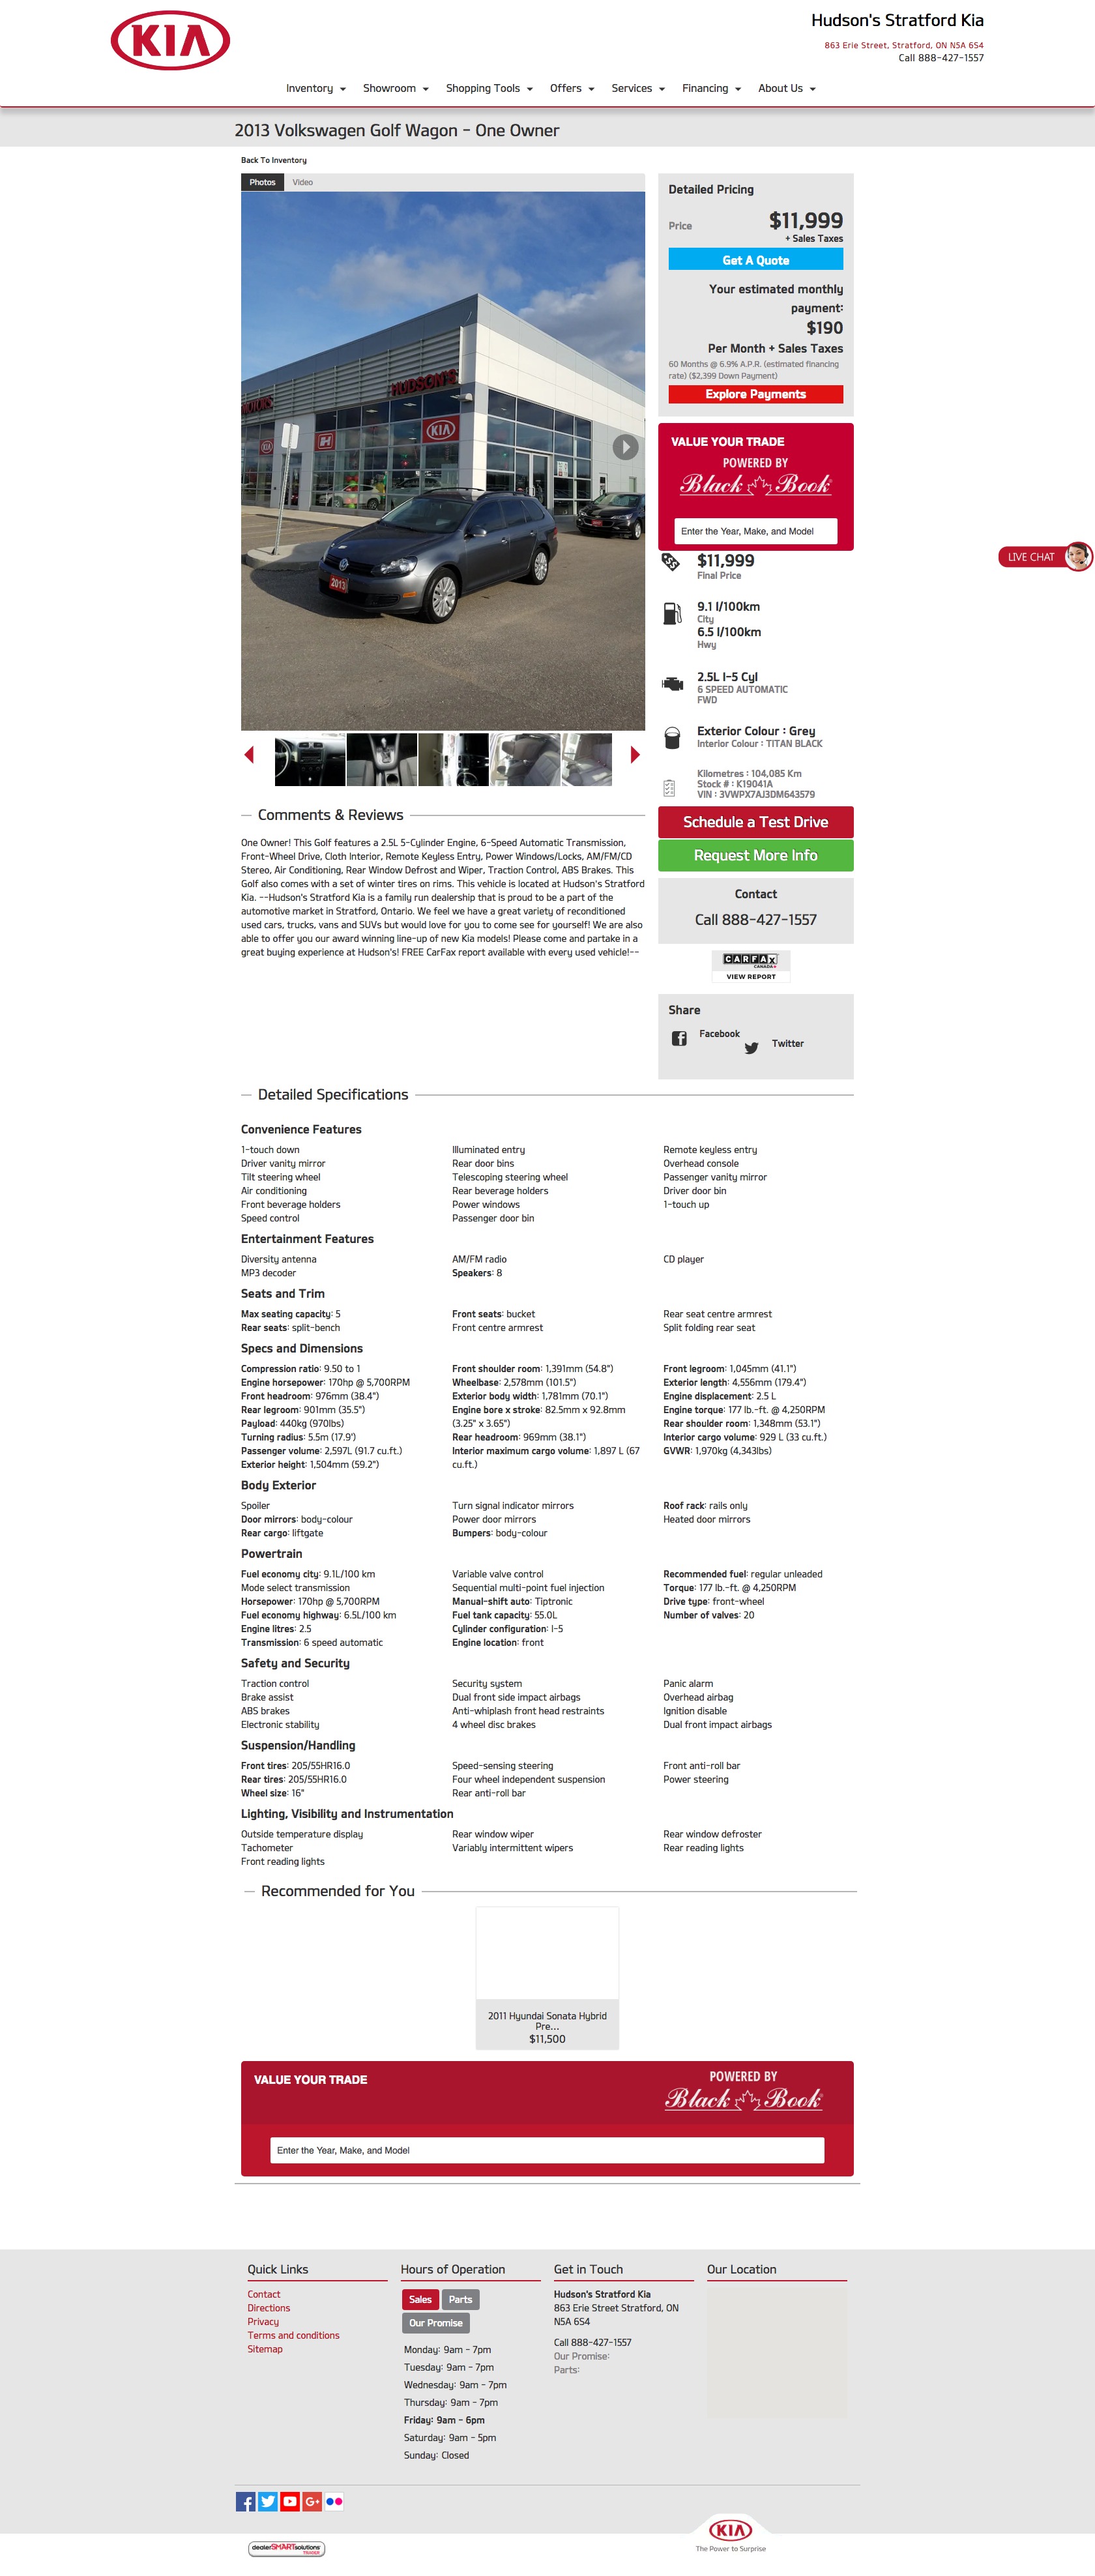 KIA
Hudson's Stratford Kia
863 Erie Street, Stratford, ON N5A 6S4
Call 888-427-1557
Inventory Showroom Shopping Tools Offers Services Financing About Us
2013 Volkswagen Golf Wagon - One Owner
Back To Inventory
Photos Video
MOTORS
HUDSON'S
KIA
H
KIA
2013
Detailed Pricing
Price $11,999
+ Sales Taxes
Get A Quote
Your estimated monthly
payment:
$190
Per Month + Sales Taxes
60 Months @ 6.9% A.P.R. (estimated financing
rate) ($2,399 Down Payment)
Explore Payments
VALUE YOUR TRADE
POWERED BY
Black Book
Enter the Year, Make, and Model
LIVE CHAT
$11,999
Final Price
9.1 l/100km
City
6.5 l/100km
Hwy
2.5L I-5 Cyl
6 SPEED AUTOMATIC
FWD
Exterior Colour : Grey
Interior Colour : TITAN BLACK
Kilometres : 104,085 Km
Stock # : K19041A
VIN : 3VWPX7AJ3DM643579
Schedule a Test Drive
Request More Info
Contact
Call 888-427-1557
CARFAX
CANADA
VIEW REPORT
Share
Facebook
Twitter
Comments & Reviews
One Owner! This Golf features a 2.5L 5-Cylinder Engine, 6-Speed Automatic Transmission,
Front-Wheel Drive, Cloth Interior, Remote Keyless Entry, Power Windows/Locks, AM/FM/CD
Stereo, Air Conditioning, Rear Window Defrost and Wiper, Traction Control, ABS Brakes. This
Golf also comes with a set of winter tires on rims. This vehicle is located at Hudson's Stratford
Kia. --Hudson's Stratford Kia is a family run dealership that is proud to be a part of the
automotive market in Stratford, Ontario. We feel we have a great variety of reconditioned
used cars, trucks, vans and SUVs but would love for you to come see for yourself! We are also
able to offer you our award winning line-up of new Kia models! Please come and partake in a
great buying experience at Hudson's! FREE CarFax report available with every used vehicle!--
Detailed Specifications
Convenience Features
1-touch down Illuminated entry Remote keyless entry
Driver vanity mirror Rear door bins Overhead console
Tilt steering wheel Telescoping steering wheel Passenger vanity mirror
Air conditioning Rear beverage holders Driver door bin
Front beverage holders Power windows 1-touch up
Speed control Passenger door bin
Entertainment Features
Diversity antenna AM/FM radio CD player
MP3 decoder Speakers: 8
Seats and Trim
Max seating capacity: 5 Front seats: bucket Rear seat centre armrest
Rear seats: split-bench Front centre armrest Split folding rear seat
Specs and Dimensions
Compression ratio: 9.50 to 1 Front shoulder room: 1,391mm (54.8") Front legroom: 1,045mm (41.1")
Engine horsepower: 170hp @ 5,700RPM Wheelbase: 2,578mm (101.5") Exterior length: 4,556mm (179.4")
Front headroom: 976mm (38.4") Exterior body width: 1,781mm (70.1") Engine displacement: 2.5 L
Rear legroom: 901mm (35.5") Engine bore x stroke: 82.5mm x 92.8mm Engine torque: 177 lb.-ft. @ 4,250RPM
Payload: 440kg (970lbs) (3.25" x 3.65") Rear shoulder room: 1,348mm (53.1")
Turning radius: 5.5m (17.9') Rear headroom: 969mm (38.1") Interior cargo volume: 929 L (33 cu.ft.)
Passenger volume: 2,597L (91.7 cu.ft.) Interior maximum cargo volume: 1,897 L (67 GVWR: 1,970kg (4,343lbs)
Exterior height: 1,504mm (59.2") cu.ft.)
Body Exterior
Spoiler Turn signal indicator mirrors Roof rack: rails only
Door mirrors: body-colour Power door mirrors Heated door mirrors
Rear cargo: liftgate Bumpers: body-colour
Powertrain
Fuel economy city: 9.1L/100 km Variable valve control Recommended fuel: regular unleaded
Mode select transmission Sequential multi-point fuel injection Torque: 177 lb.-ft. @ 4,250RPM
Horsepower: 170hp @ 5,700RPM Manual-shift auto: Tiptronic Drive type: front-wheel
Fuel economy highway: 6.5L/100 km Fuel tank capacity: 55.0L Number of valves: 20
Engine litres: 2.5 Cylinder configuration: I-5
Transmission: 6 speed automatic Engine location: front
Safety and Security
Traction control Security system Panic alarm
Brake assist Dual front side impact airbags Overhead airbag
ABS brakes Anti-whiplash front head restraints Ignition disable
Electronic stability 4 wheel disc brakes Dual front impact airbags
Suspension/Handling
Front tires: 205/55HR16.0 Speed-sensing steering Front anti-roll bar
Rear tires: 205/55HR16.0 Four wheel independent suspension Power steering
Wheel size: 16" Rear anti-roll bar
Lighting, Visibility and Instrumentation
Outside temperature display Rear window wiper Rear window defroster
Tachometer Variably intermittent wipers Rear reading lights
Front reading lights
Recommended for You
2011 Hyundai Sonata Hybrid
Pre...
$11,500
VALUE YOUR TRADE
POWERED BY
Black Book
Enter the Year, Make, and Model
Quick Links
Contact
Directions
Privacy
Terms and conditions
Sitemap
Hours of Operation
Sales Parts
Our Promise
Monday: 9am - 7pm
Tuesday: 9am - 7pm
Wednesday: 9am - 7pm
Thursday: 9am - 7pm
Friday: 9am - 6pm
Saturday: 9am - 5pm
Sunday: Closed
Get in Touch
Hudson's Stratford Kia
863 Erie Street Stratford, ON
N5A 6S4
Call 888-427-1557
Our Promise:
Parts:
Our Location
dealerSMARTsolutions
TRADER
KIA
The Power to Surprise